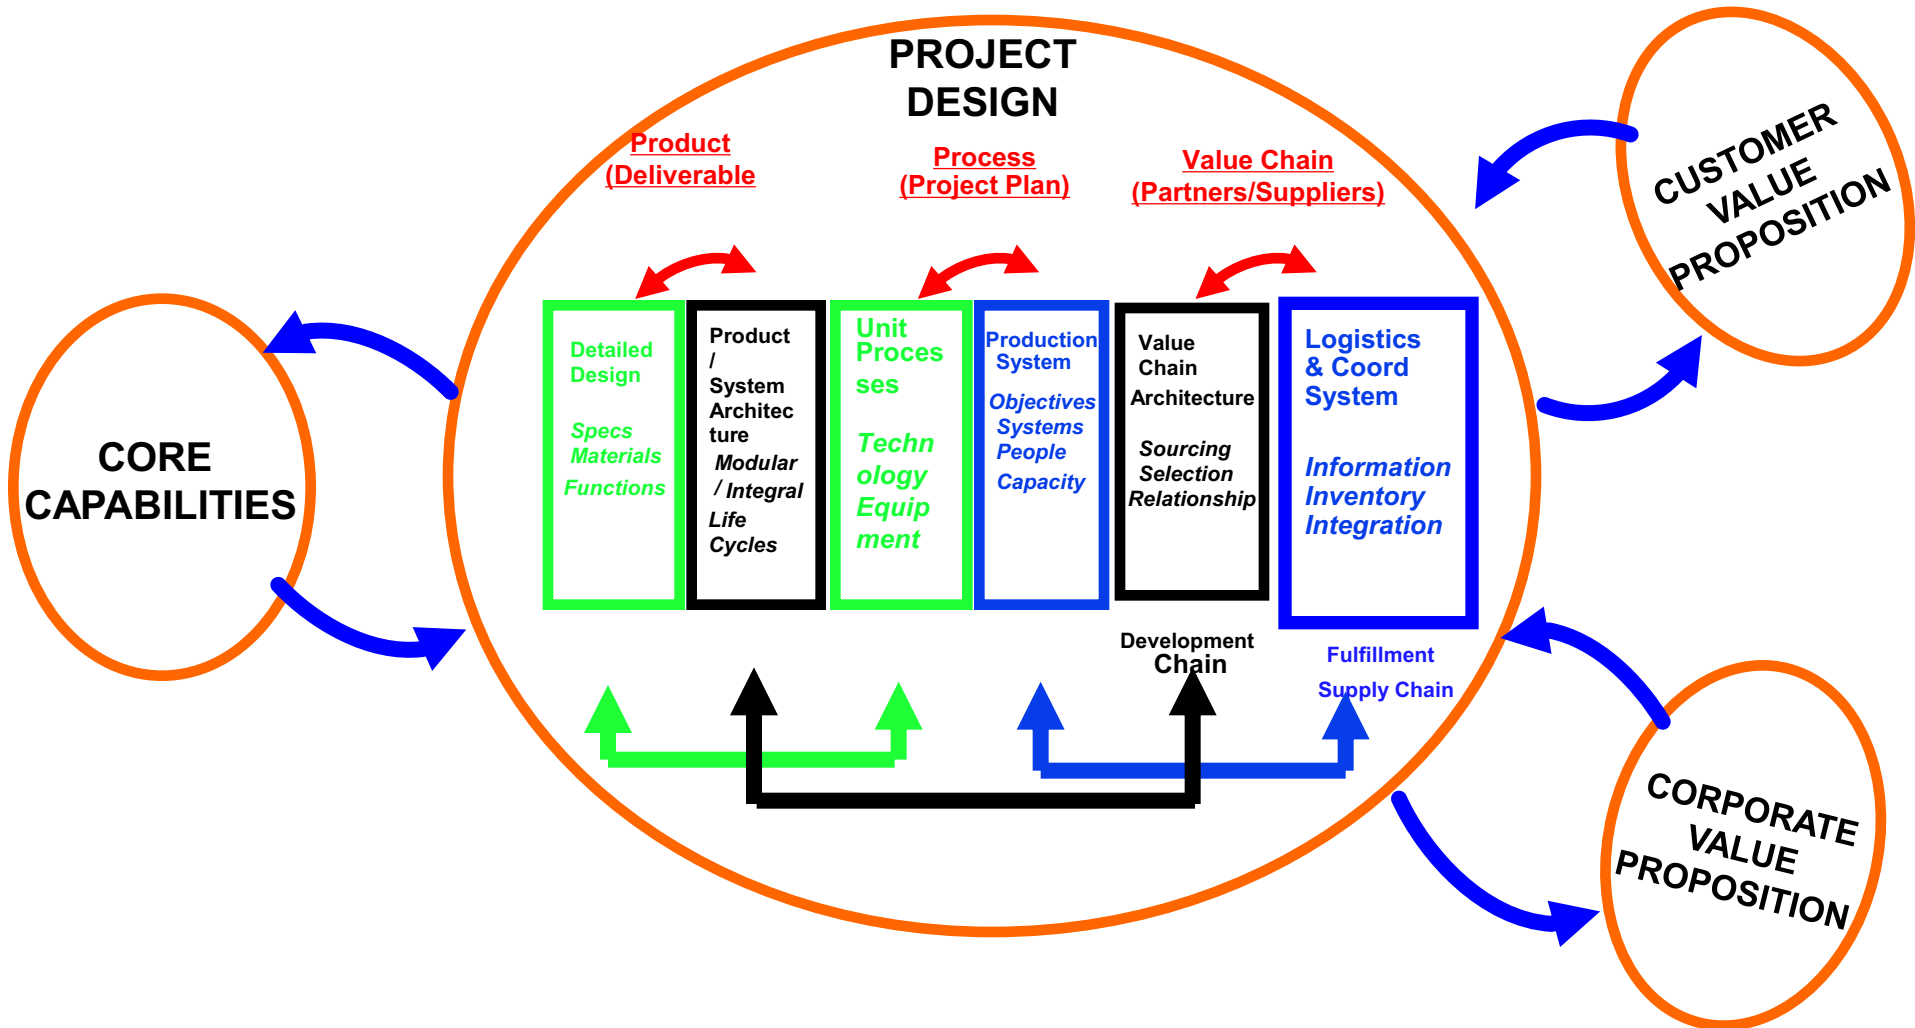 PROJECT
DESIGN
Product
(Deliverable
Process
(Project Plan)
Value Chain
(Partners/Suppliers)
CUSTOMER
VALUE
PROPOSITION
CORE
CAPABILITIES
Detailed
Design
Specs
Materials
Functions
Product
/
System
Architec
ture
Modular
/ Integral
Life
Cycles
Unit
Proces
ses
Techn
ology
Equip
ment
Production
System
Objectives
Systems
People
Capacity
Value
Chain
Architecture
Sourcing
Selection
Relationship
Logistics
& Coord
System
Information
Inventory
Integration
Development
Chain
Fulfillment
Supply Chain
CORPORATE
VALUE
PROPOSITION